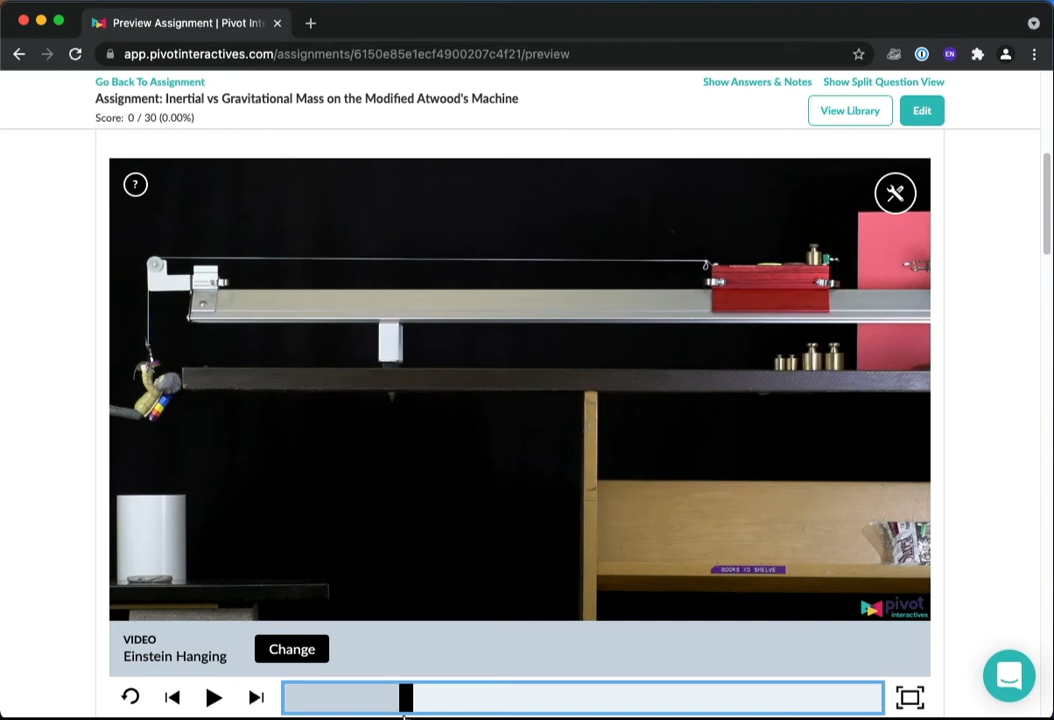 Preview Assignment | Pivot Int
app.pivotinteractives.com/assignments/6150e85e1ecf4900207c4f21/preview
EN
Go Back To Assignment
Show Answers & Notes Show Split Question View
Assignment: Inertial vs Gravitational Mass on the Modified Atwood's Machine
Score: 0 / 30 (0.00%)
View Library
Edit
?
BOOKS TO SHELVE
pivot
interactives
VIDEO
Einstein Hanging
Change